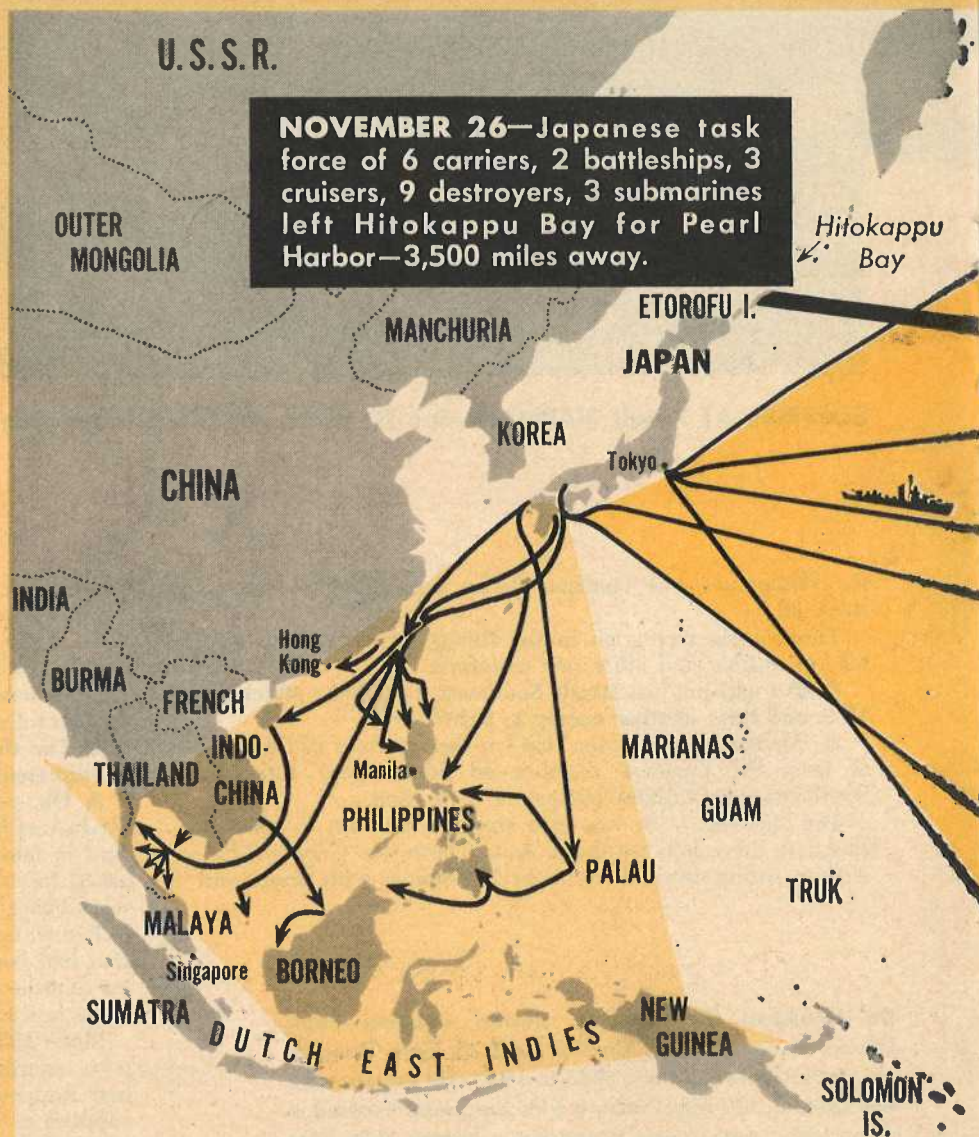 U.S.S.R.
NOVEMBER 26—Japanese task
force of 6 carriers, 2 battleships, 3
cruisers, 9 destroyers, 3 submarines
left Hitokappu Bay for Pearl
Harbor—3,500 miles away.
OUTER
MONGOLIA
Hitokappu
Bay
ETOROFU I.
MANCHURIA
JAPAN
KOREA
Tokyo
CHINA
INDIA
Hong
Kong
BURMA
FRENCH
INDO-
CHINA
THAILAND
Manila
MARIANAS
PHILIPPINES
GUAM
PALAU
TRUK
MALAYA
Singapore
BORNEO
SUMATRA
DUTCH EAST INDIES
NEW
GUINEA
SOLOMON
IS.